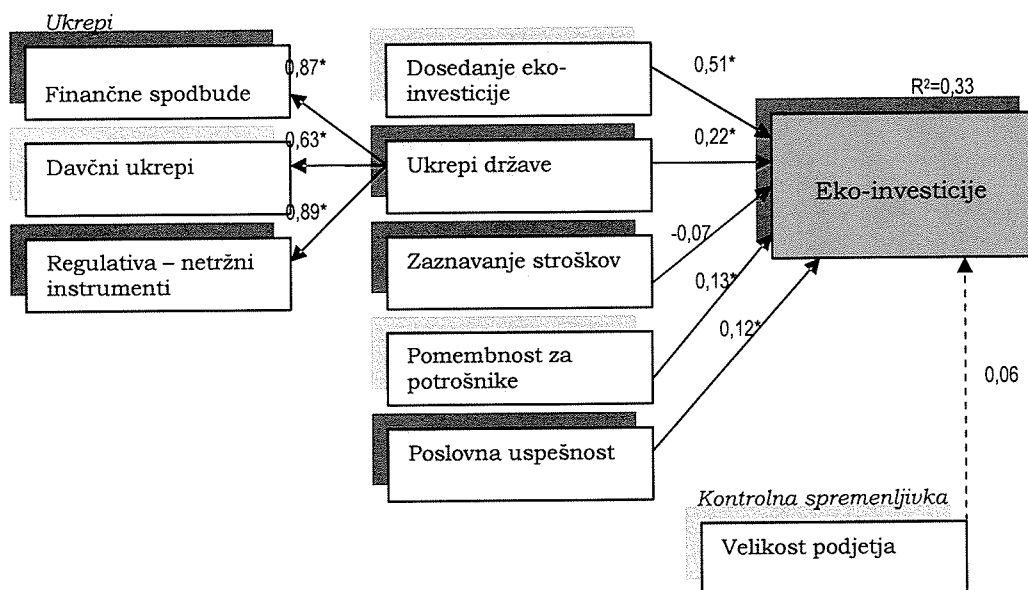 Ukrepi
0,87*
Finančne spodbude
0,63*
Davčni ukrepi
0,89*
Regulativa – netržni
instrumenti
Dosedanje eko-
investicije
Ukrepi države
Zaznavanje stroškov
Pomembnost za
potrošnike
Poslovna uspešnost
0,51*
0,22*
-0,07
0,13*
0,12*
R²=0,33
Eko-investicije
0,06
Kontrolna spremenljivka
Velikost podjetja